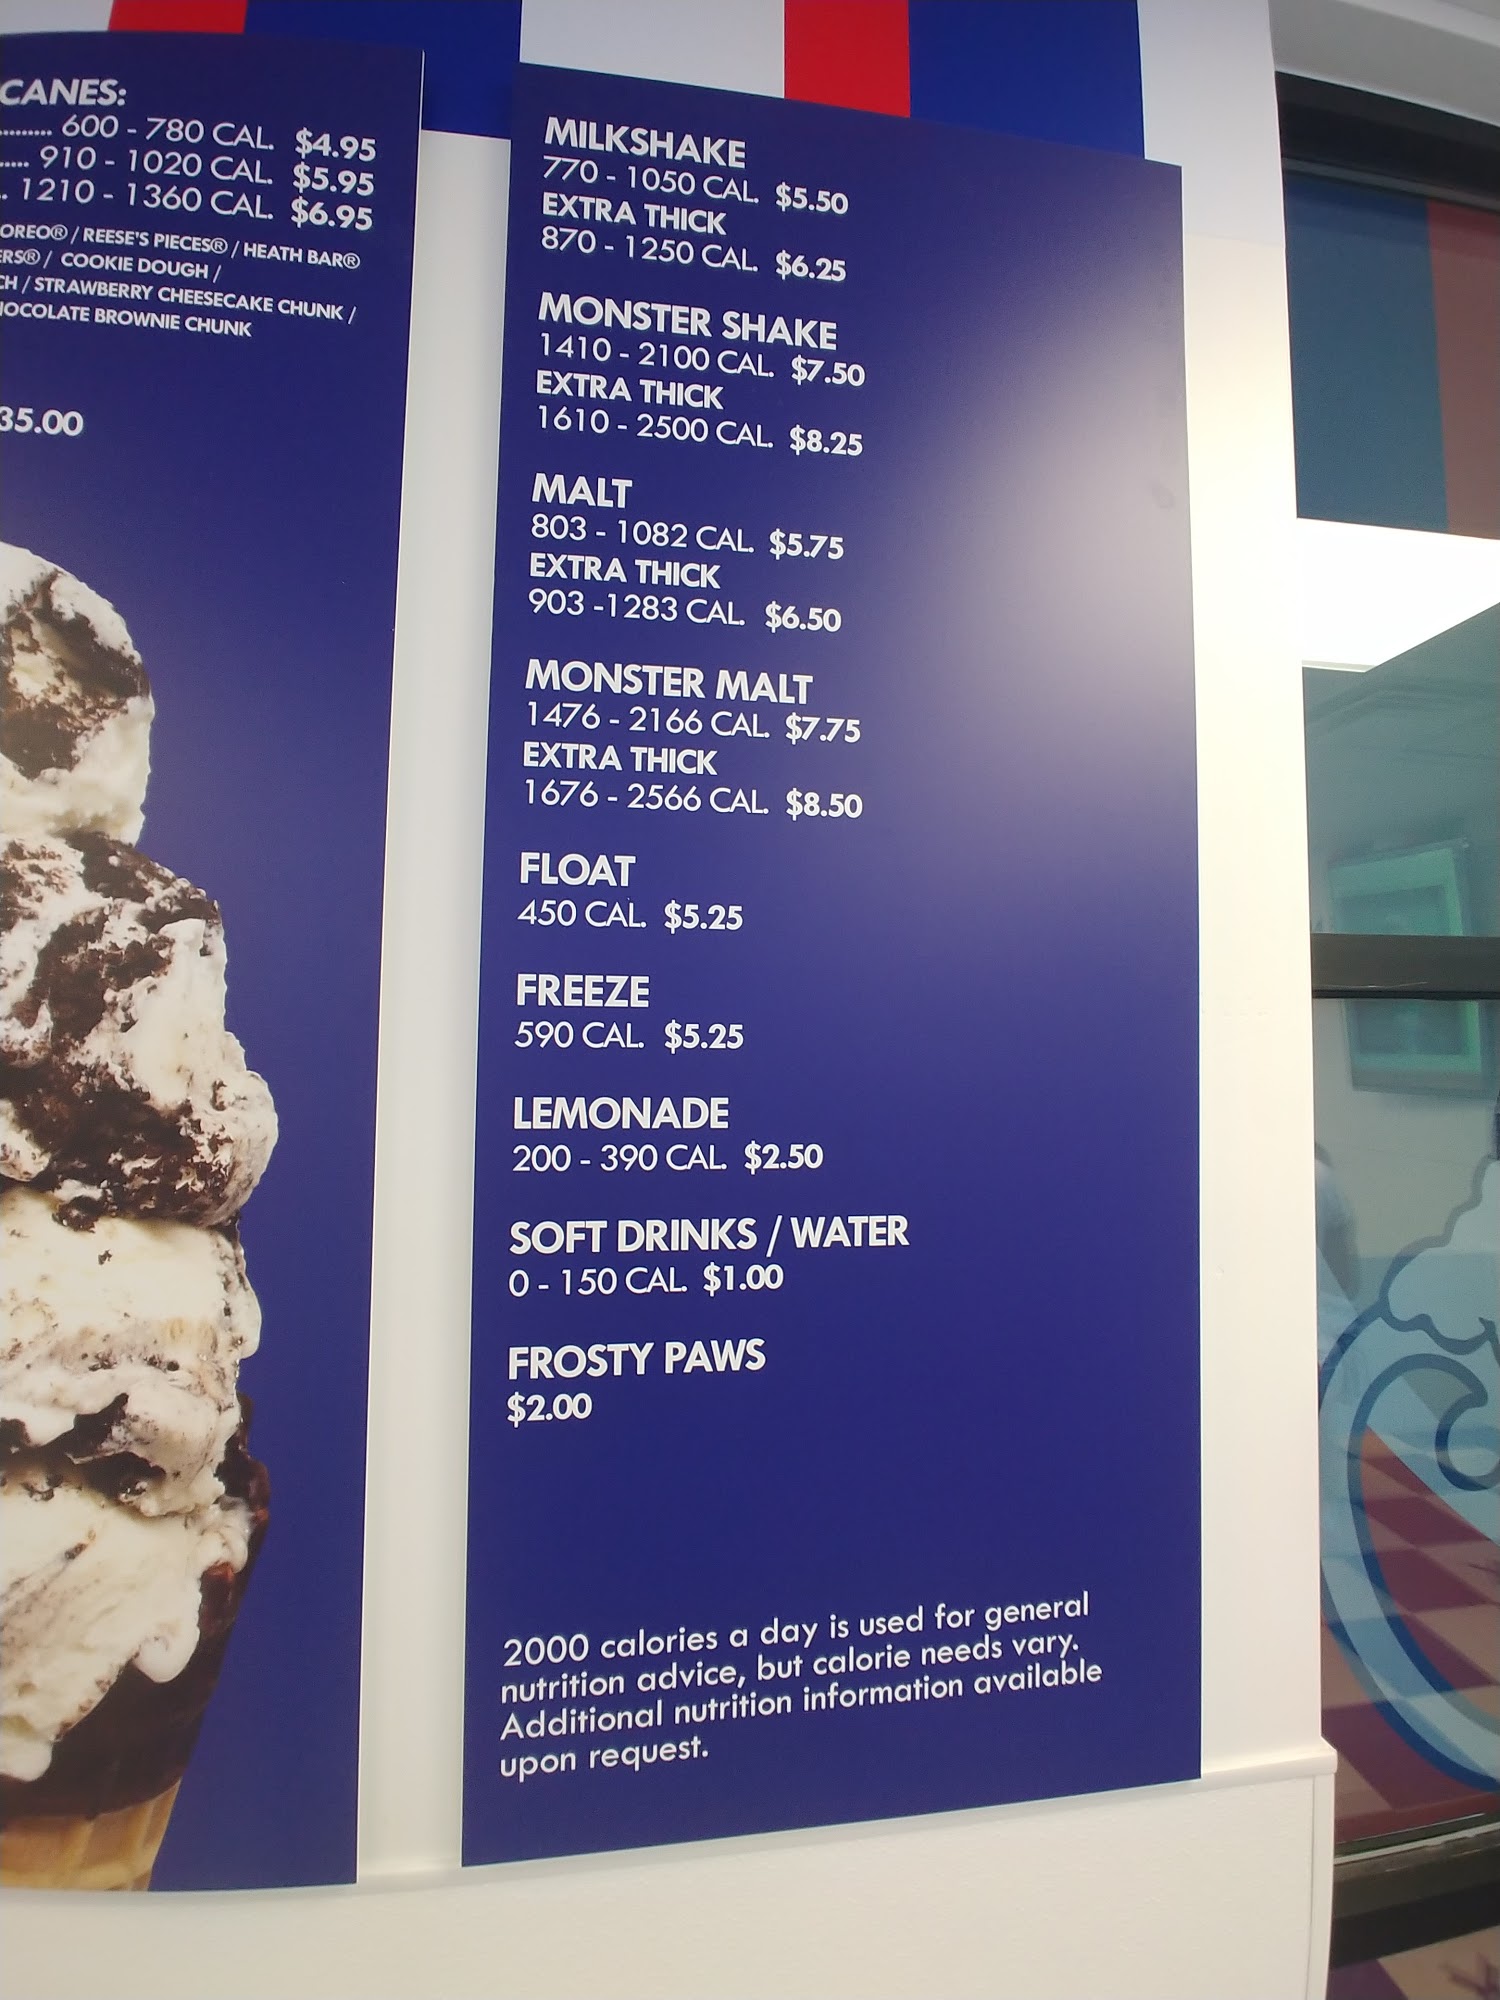 CANES:
.......... 600 - 780 CAL. $4.95
..... 910 - 1020 CAL. $5.95
. 1210 - 1360 CAL. $6.95
OREO® / REESE'S PIECES® / HEATH BAR®
ERS® / COOKIE DOUGH /
CH / STRAWBERRY CHEESECAKE CHUNK /
HOCOLATE BROWNIE CHUNK
35.00
MILKSHAKE
770 - 1050 CAL. $5.50
EXTRA THICK
870 - 1250 CAL. $6.25
MONSTER SHAKE
1410 - 2100 CAL. $7.50
EXTRA THICK
1610 - 2500 CAL. $8.25
MALT
803 - 1082 CAL. $5.75
EXTRA THICK
903 -1283 CAL. $6.50
MONSTER MALT
1476 - 2166 CAL. $7.75
EXTRA THICK
1676 - 2566 CAL. $8.50
FLOAT
450 CAL. $5.25
FREEZE
590 CAL. $5.25
LEMONADE
200 - 390 CAL. $2.50
SOFT DRINKS / WATER
0 - 150 CAL. $1.00
FROSTY PAWS
$2.00
2000 calories a day is used for general
nutrition advice, but calorie needs vary.
Additional nutrition information available
upon request.